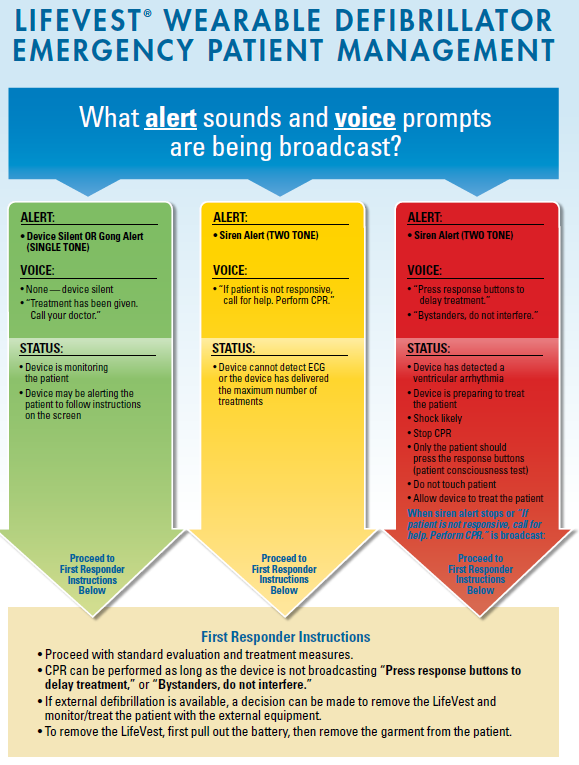 LIFEVEST® WEARABLE DEFIBRILLATOR
EMERGENCY PATIENT MANAGEMENT
What alert sounds and voice prompts
are being broadcast?
ALERT:
• Device Silent OR Gong Alert
(SINGLE TONE)
VOICE:
• None — device silent
• “Treatment has been given.
Call your doctor.”
STATUS:
• Device is monitoring
the patient
• Device may be alerting the
patient to follow instructions
on the screen
Proceed to
First Responder
Instructions
Below
ALERT:
• Siren Alert (TWO TONE)
VOICE:
• “If patient is not responsive,
call for help. Perform CPR.”
STATUS:
• Device cannot detect ECG
or the device has delivered
the maximum number of
treatments
Proceed to
First Responder
Instructions
Below
ALERT:
• Siren Alert (TWO TONE)
VOICE:
• “Press response buttons to
delay treatment.”
• “Bystanders, do not interfere.”
STATUS:
• Device has detected a
ventricular arrhythmia
• Device is preparing to treat
the patient
• Shock likely
• Stop CPR
• Only the patient should
press the response buttons
(patient consciousness test)
• Do not touch patient
• Allow device to treat the patient
When siren alert stops or “If
patient is not responsive, call for
help. Perform CPR.” is broadcast:
Proceed to
First Responder
Instructions
Below
First Responder Instructions
• Proceed with standard evaluation and treatment measures.
• CPR can be performed as long as the device is not broadcasting “Press response buttons to
delay treatment,” or “Bystanders, do not interfere.”
• If external defibrillation is available, a decision can be made to remove the LifeVest and
monitor/treat the patient with the external equipment.
• To remove the LifeVest, first pull out the battery, then remove the garment from the patient.